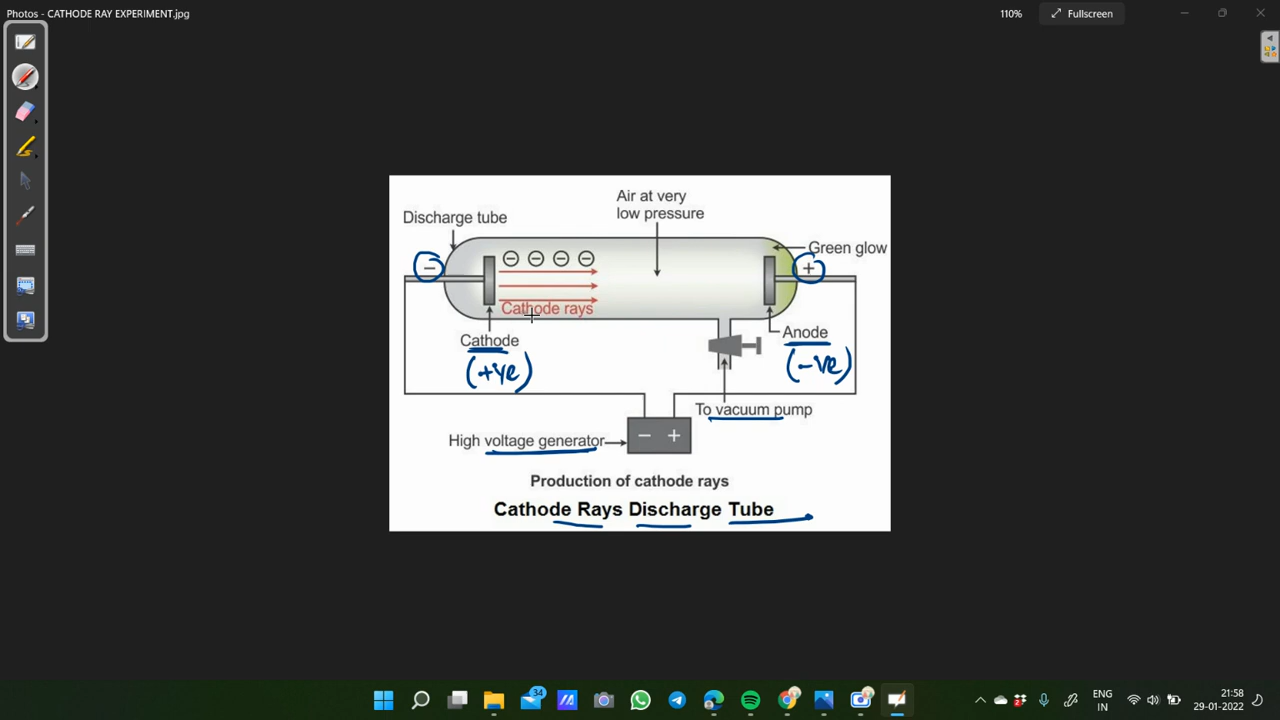 Photos - CATHODE RAY EXPERIMENT.jpg
110%
Fullscreen
Air at very
low pressure
Discharge tube
Green glow
−
+
Cathode rays
Cathode
(+ve)
Anode
(-ve)
To vacuum pump
High voltage generator
− +
Production of cathode rays
Cathode Rays Discharge Tube
34
ENG
IN
21:58
29-01-2022